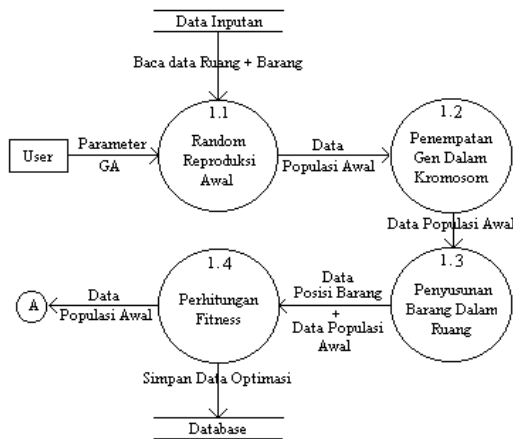 Data Inputan
Baca data Ruang + Barang
1.1
Random
Reproduksi
Awal
User
Parameter
GA
Data
Populasi Awal
1.2
Penempatan
Gen Dalam
Kromosom
Data Populasi Awal
1.3
Penyusunan
Barang Dalam
Ruang
Data
Posisi Barang
+
Data Populasi
Awal
1.4
Perhitungan
Fitness
Data
Populasi Awal
A
Simpan Data Optimasi
Database